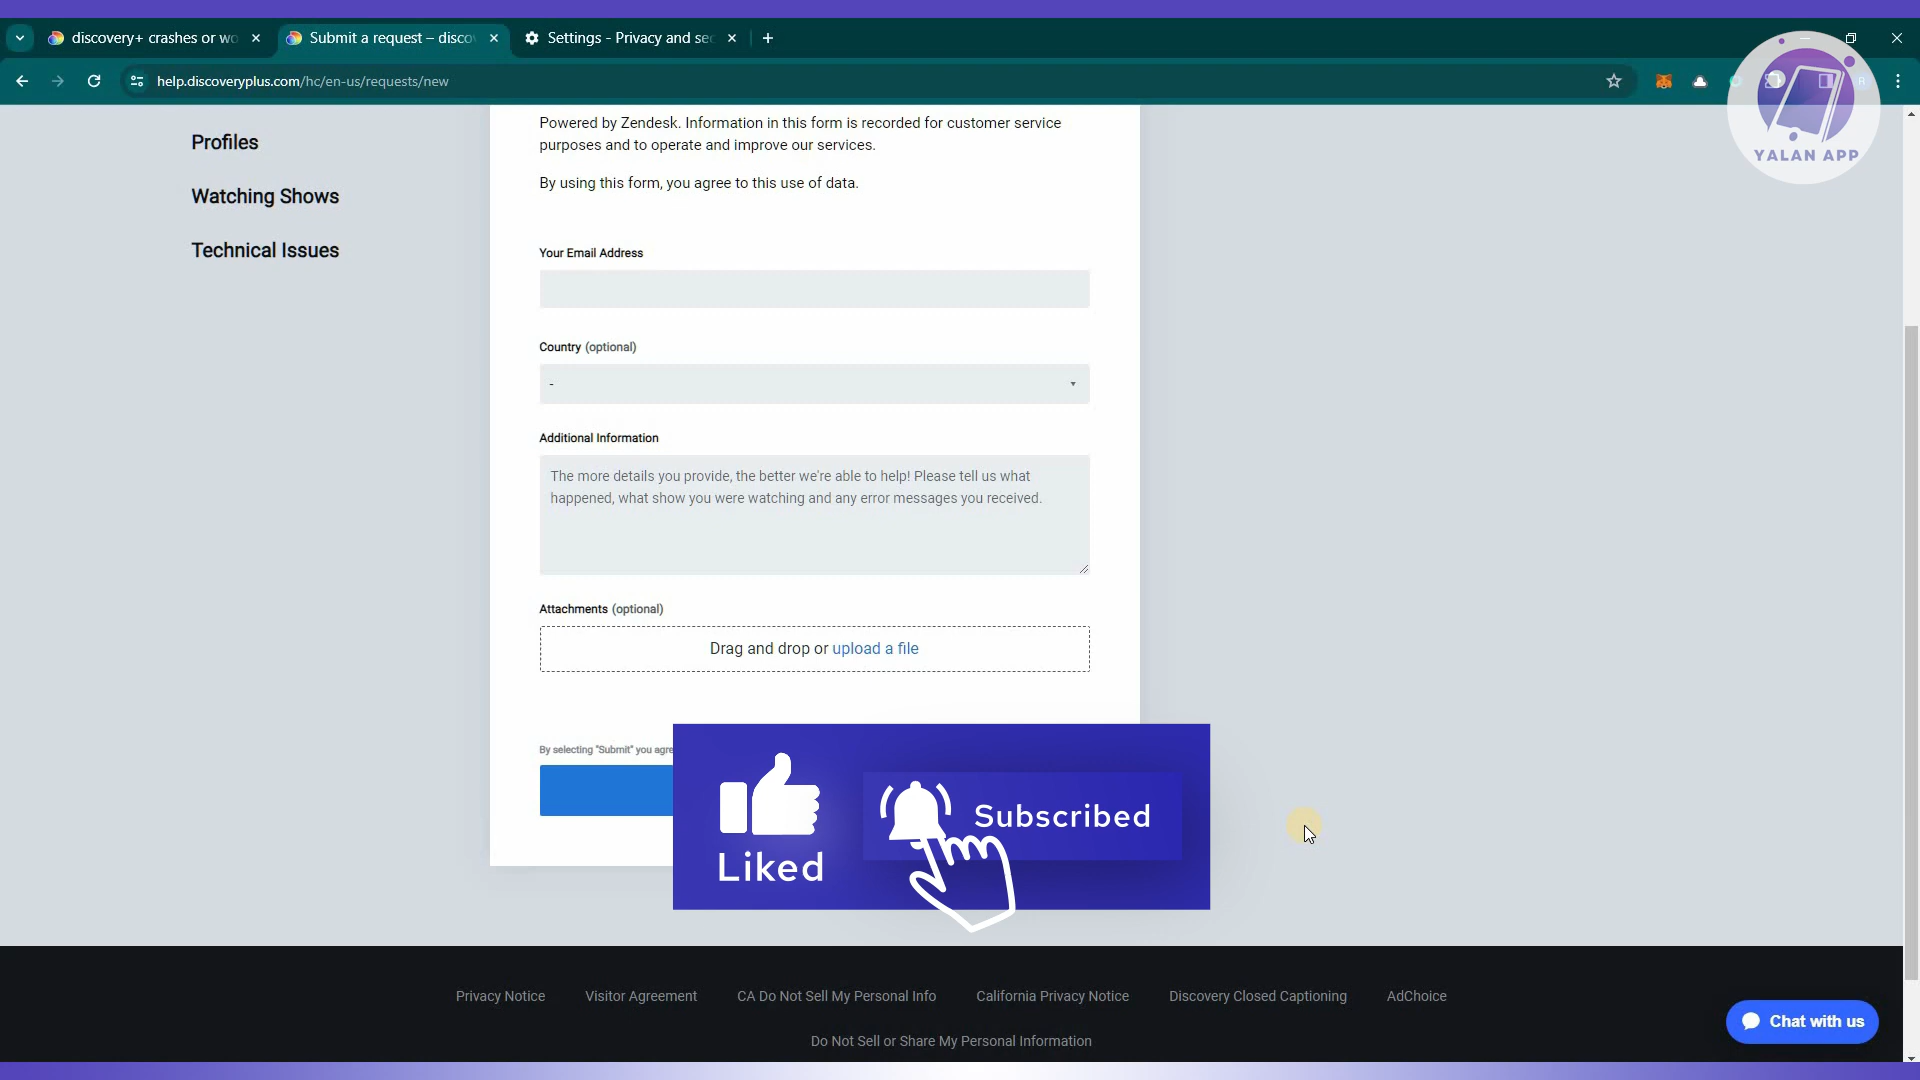 discovery+ crashes or wo
Submit a request – disco
Settings - Privacy and sec
help.discoveryplus.com/hc/en-us/requests/new
YALAN APP
Profiles
Watching Shows
Technical Issues
Powered by Zendesk. Information in this form is recorded for customer service
purposes and to operate and improve our services.
By using this form, you agree to this use of data.
Your Email Address
Country (optional)
-
Additional Information
The more details you provide, the better we're able to help! Please tell us what
happened, what show you were watching and any error messages you received.
Attachments (optional)
Drag and drop or upload a file
By selecting "Submit" you agre
Liked
Subscribed
Privacy Notice
Visitor Agreement
CA Do Not Sell My Personal Info
California Privacy Notice
Discovery Closed Captioning
AdChoice
Do Not Sell or Share My Personal Information
Chat with us